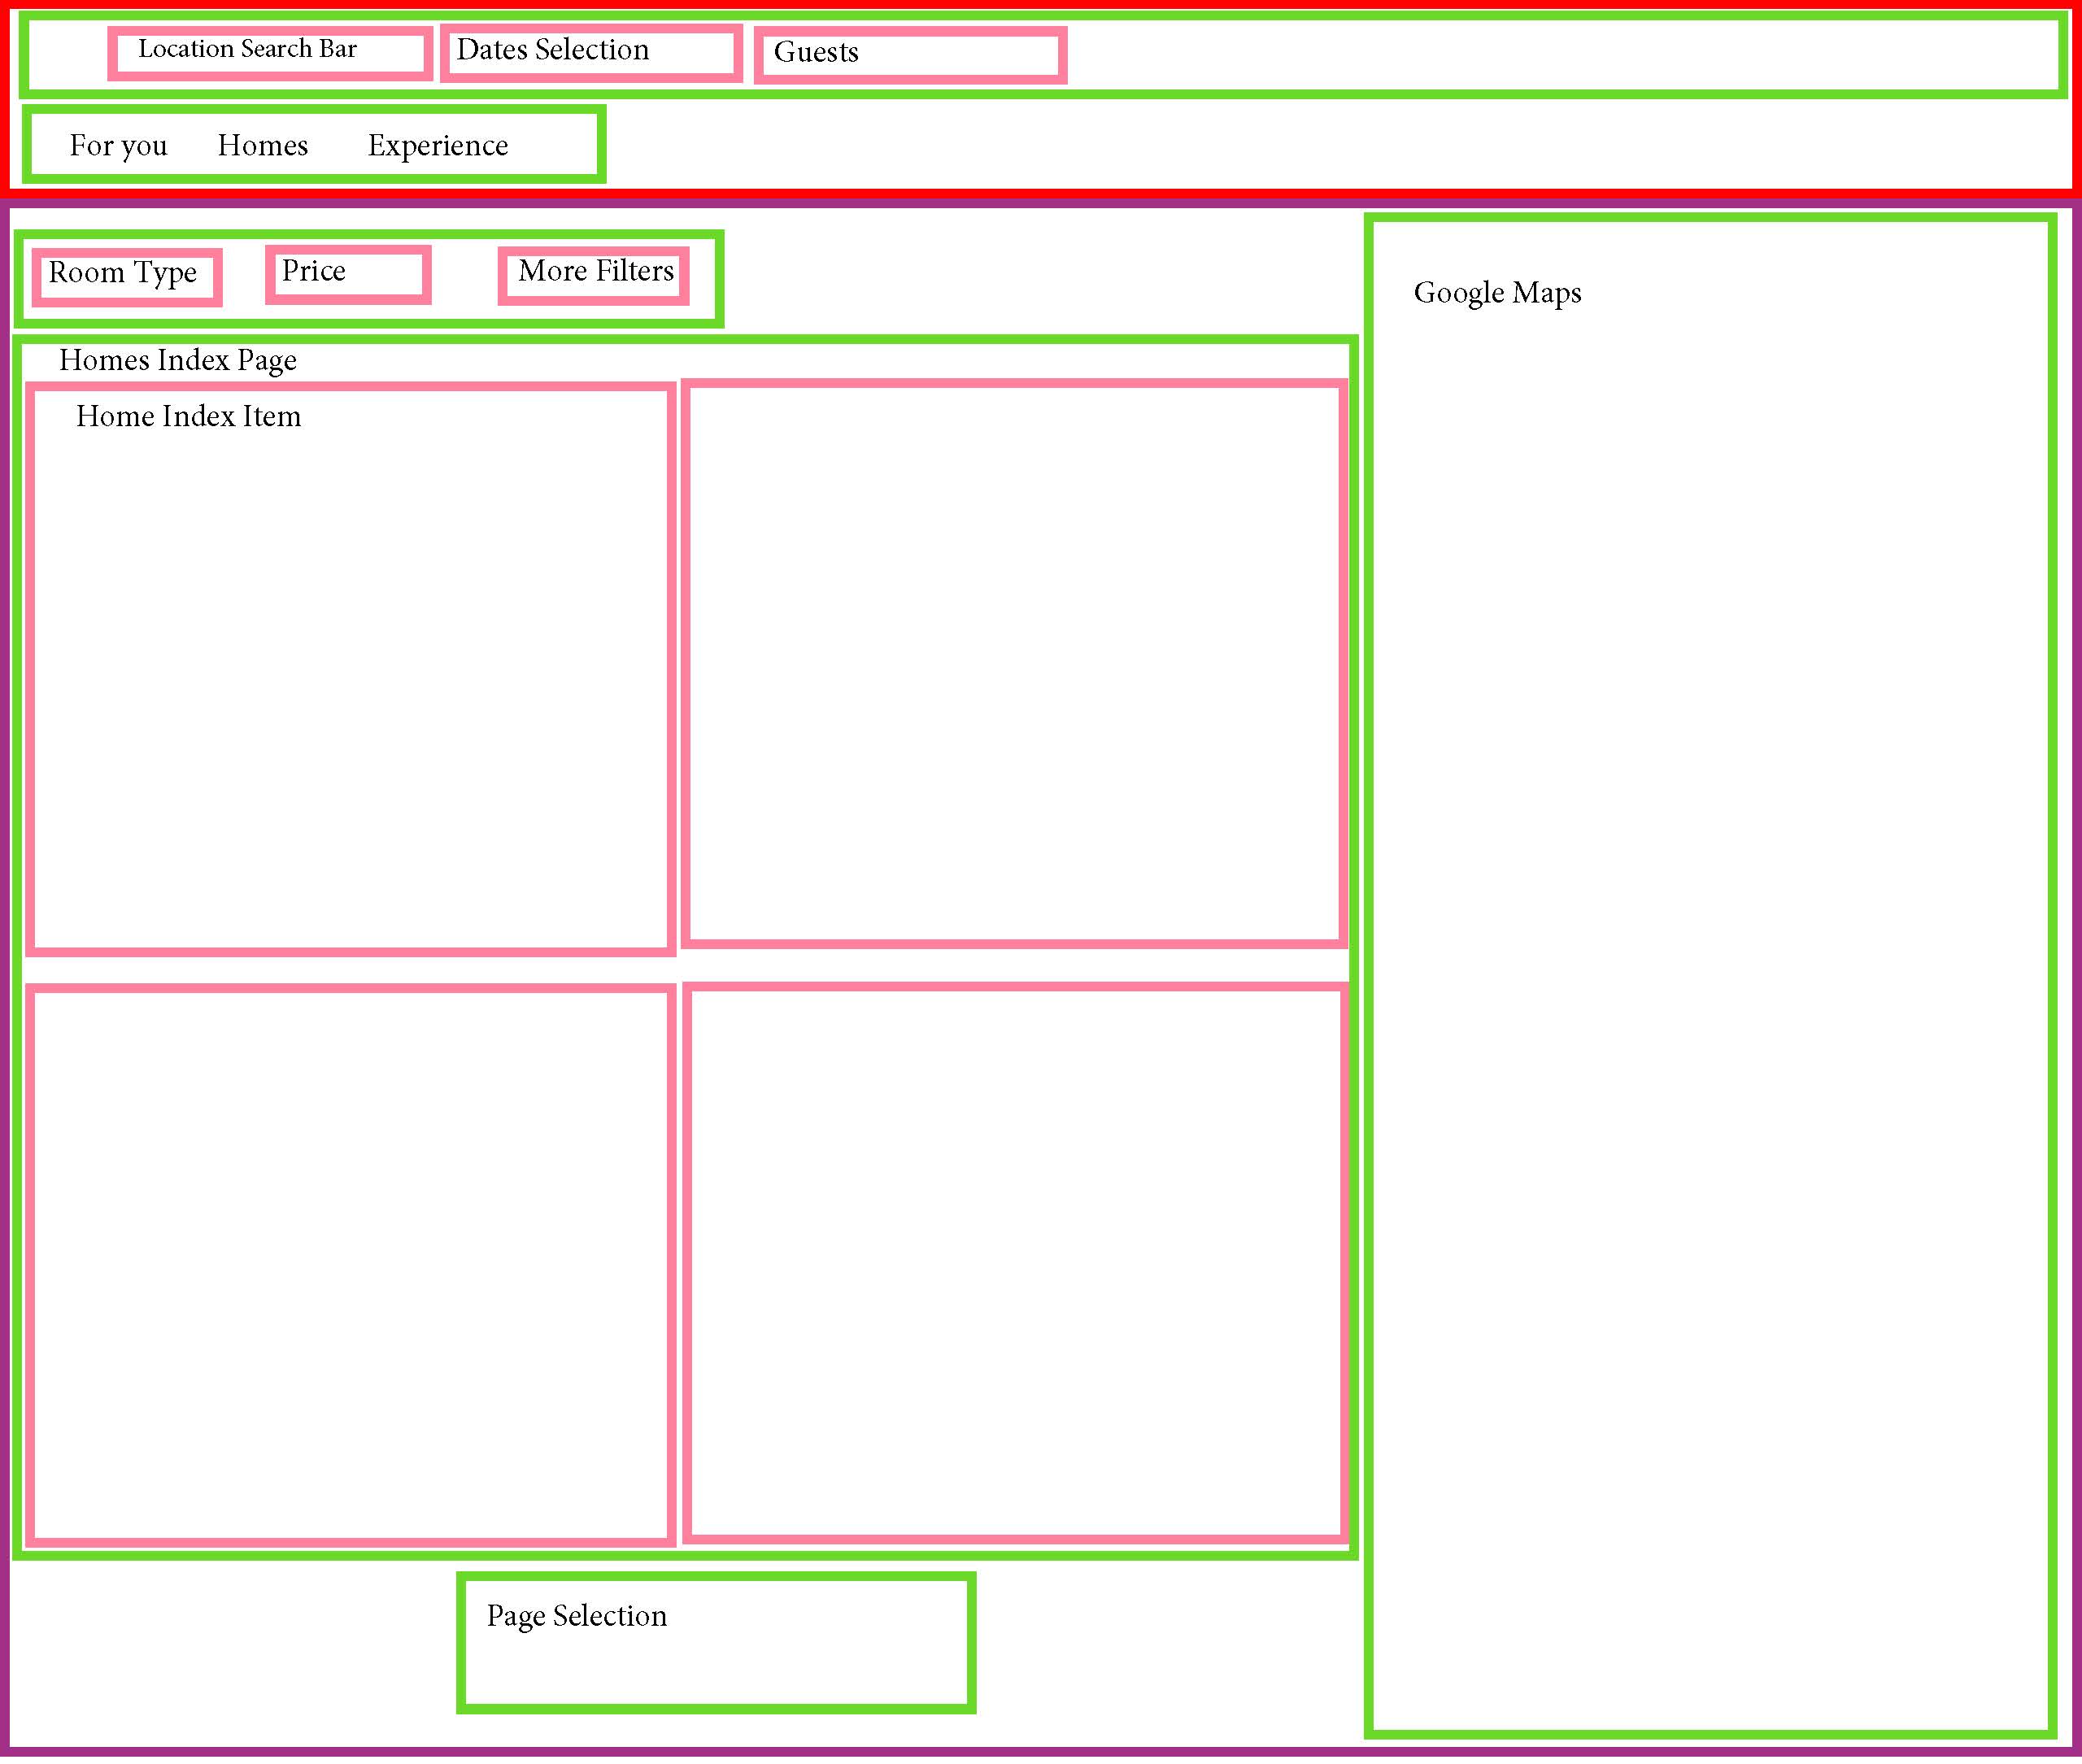 Location Search Bar
Dates Selection
Guests
For you
Homes
Experience
Room Type
Price
More Filters
Google Maps
Homes Index Page
Home Index Item
Page Selection